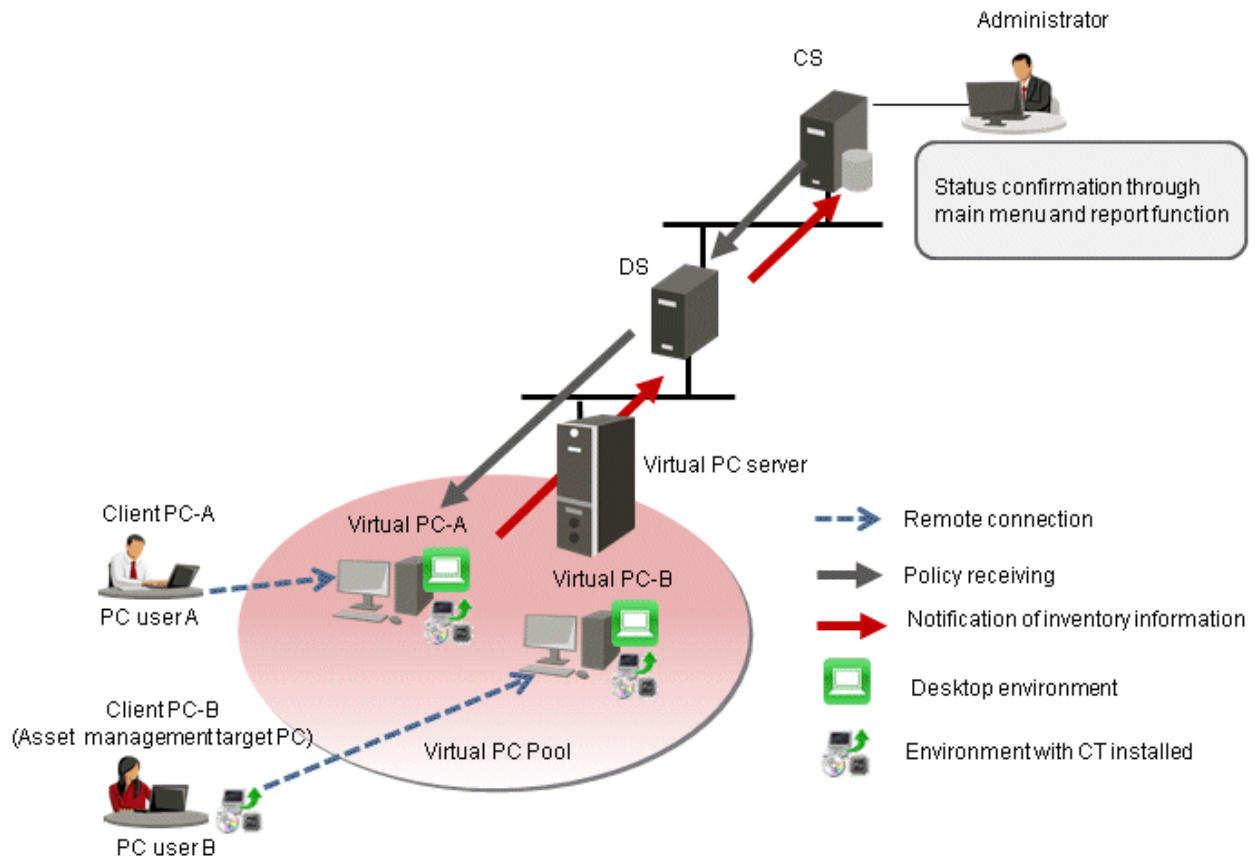 Administrator
CS
Status confirmation through
main menu and report function
DS
Virtual PC server
Client PC-A
Virtual PC-A
PC user A
Virtual PC-B
Client PC-B
(Asset management target PC)
Virtual PC Pool
PC user B
Remote connection
Policy receiving
Notification of inventory information
Desktop environment
Environment with CT installed